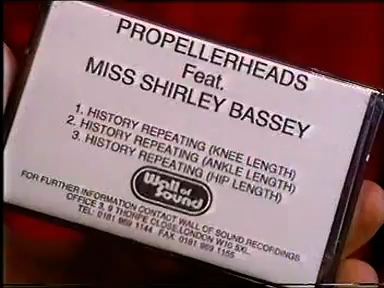 PROPELLERHEADS
Feat.
MISS SHIRLEY BASSEY
1. HISTORY REPEATING (KNEE LENGTH)
2. HISTORY REPEATING (ANKLE LENGTH)
3. HISTORY REPEATING (HIP LENGTH)
Wall of
Sound
FOR FURTHER INFORMATION CONTACT WALL OF SOUND RECORDINGS
OFFICE 3, 9 THORPE CLOSE, LONDON W10 5XL.
TEL: 0181 969 1144 FAX 0181 969 1155